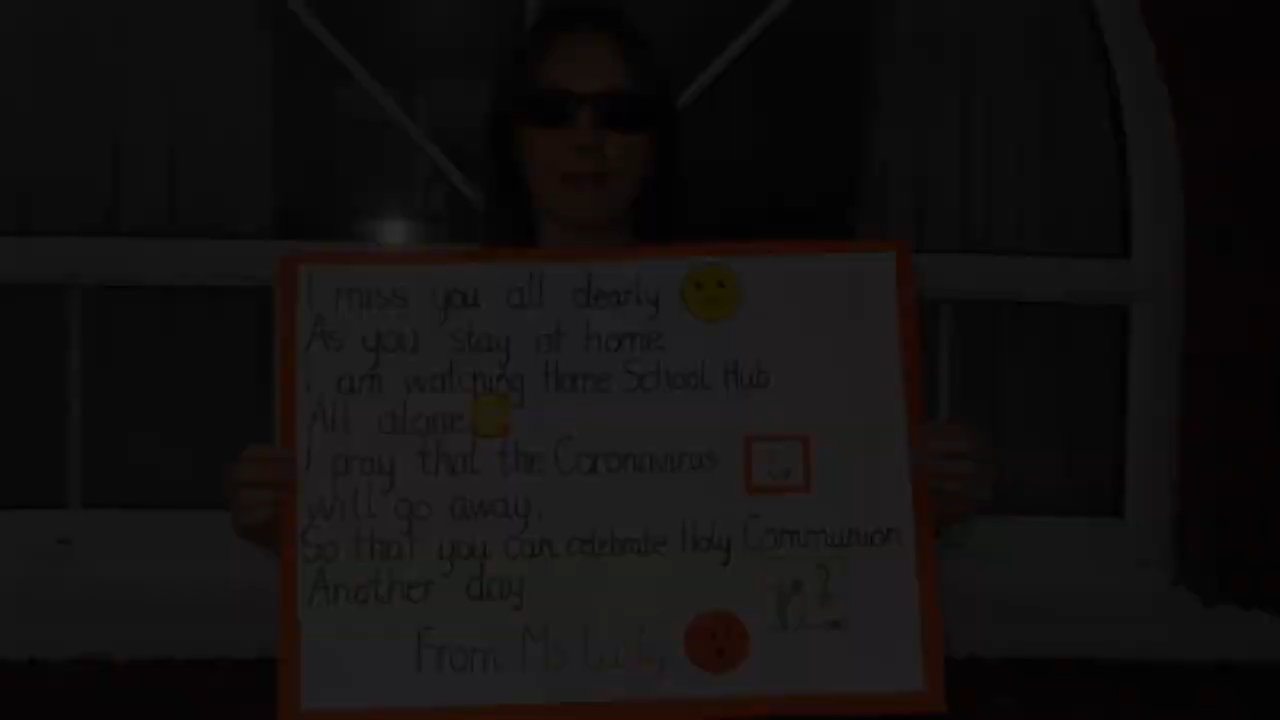 I miss you all dearly
As you stay at home
I am watching Home School Hub
All alone
I pray that the Coronavirus
will go away.
So that you can celebrate Holy Communion
Another day
From Ms